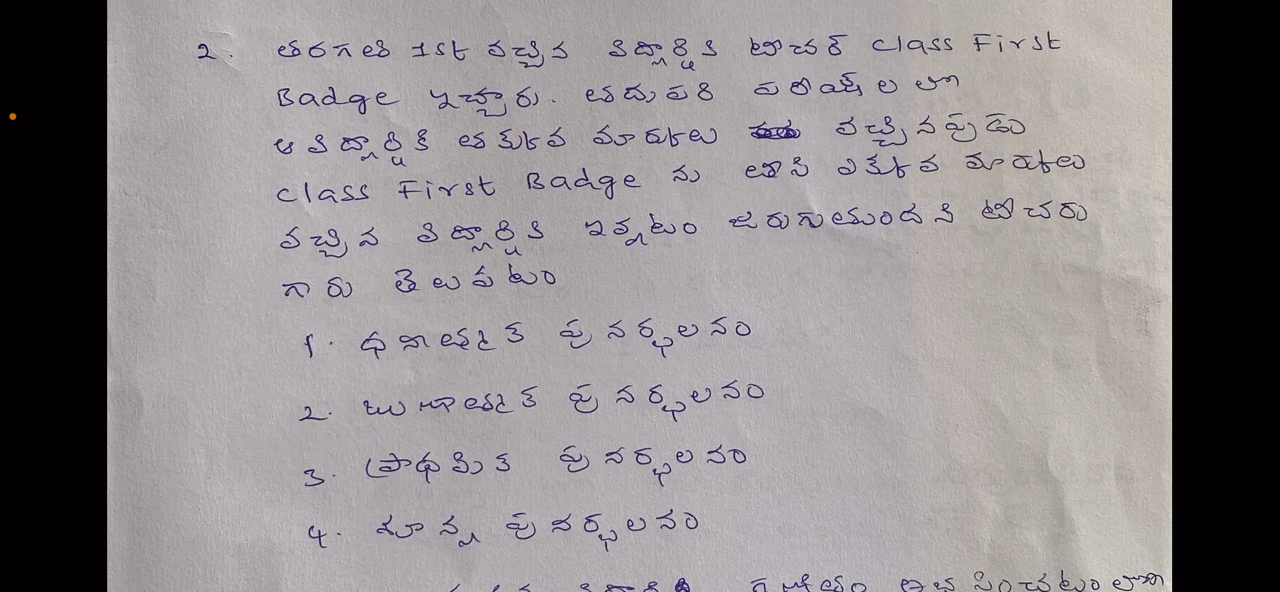 2. తరగతి 1st వచ్చిన విద్యార్థికి టీచర్ Class First
Badge ఇచ్చారు. తదుపరి పరీక్షలలో
ఆ విద్యార్థికి తక్కువ మార్కులు వచ్చినపుడు
Class First Badge ను తీసి ఎక్కువ మార్కులు
వచ్చిన విద్యార్థికి ఇవ్వటం జరుగుతుందని టీచరు
గారు తెలుపటం
1. ధనాత్మక పునర్బలనం
2. ఋణాత్మక పునర్బలనం
3. ప్రాథమిక పునర్బలనం
4. శూన్య పునర్బలనం